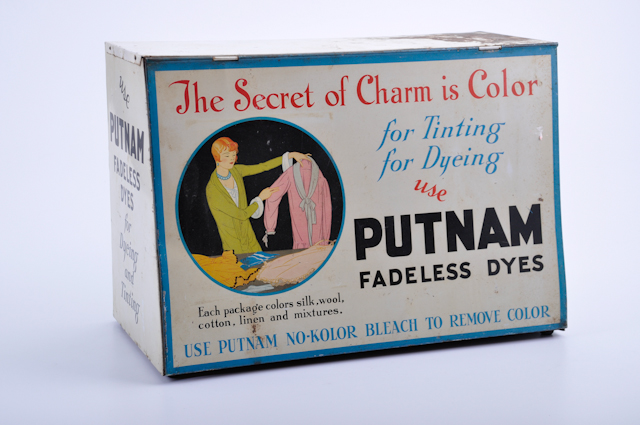 The Secret of Charm is Color
for Tinting
for Dyeing
use
PUTNAM
FADELESS DYES
Each package colors silk, wool,
cotton, linen and mixtures.
USE PUTNAM NO-KOLOR BLEACH TO REMOVE COLOR
use
PUTNAM
FADELESS
DYES
for
Dyeing
and
Tinting